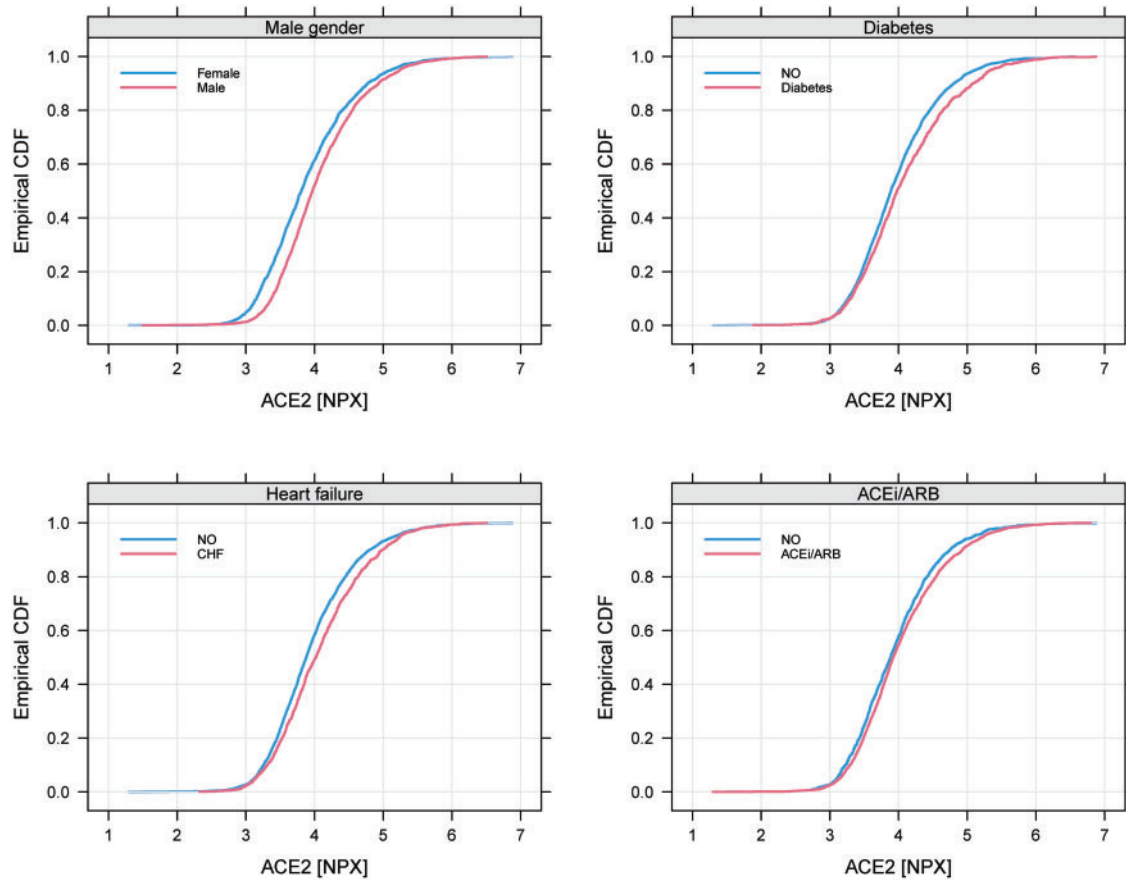 Male gender
Empirical CDF
1.0
0.8
0.6
0.4
0.2
0.0
Female
Male
1 2 3 4 5 6 7
ACE2 [NPX]
Diabetes
Empirical CDF
1.0
0.8
0.6
0.4
0.2
0.0
NO
Diabetes
1 2 3 4 5 6 7
ACE2 [NPX]
Heart failure
Empirical CDF
1.0
0.8
0.6
0.4
0.2
0.0
NO
CHF
1 2 3 4 5 6 7
ACE2 [NPX]
ACEi/ARB
Empirical CDF
1.0
0.8
0.6
0.4
0.2
0.0
NO
ACEi/ARB
1 2 3 4 5 6 7
ACE2 [NPX]